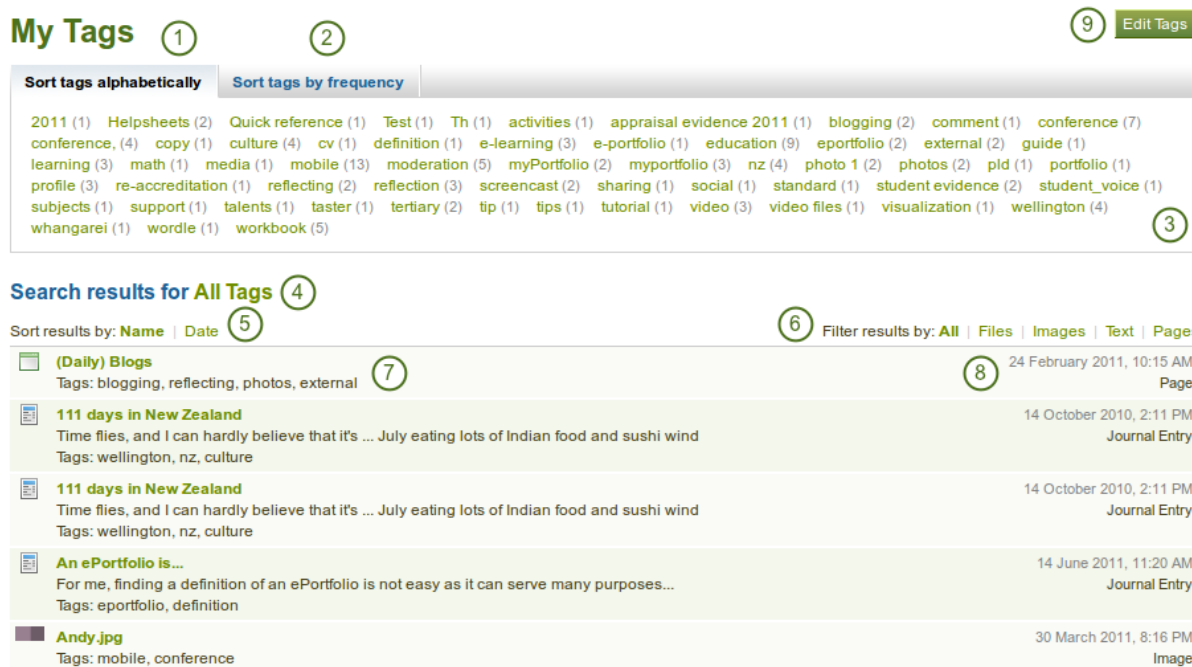 My Tags 1 2 9 Edit Tags
Sort tags alphabetically Sort tags by frequency
2011 (1) Helpsheets (2) Quick reference (1) Test (1) Th (1) activities (1) appraisal evidence 2011 (1) blogging (2) comment (1) conference (7)
conference, (4) copy (1) culture (4) cv (1) definition (1) e-learning (3) e-portfolio (1) education (9) eportfolio (2) external (2) guide (1)
learning (3) math (1) media (1) mobile (13) moderation (5) myPortfolio (2) myportfolio (3) nz (4) photo 1 (2) photos (2) pld (1) portfolio (1)
profile (3) re-accreditation (1) reflecting (2) reflection (3) screencast (2) sharing (1) social (1) standard (1) student evidence (2) student_voice (1)
subjects (1) support (1) talents (1) taster (1) tertiary (2) tip (1) tips (1) tutorial (1) video (3) video files (1) visualization (1) wellington (4)
whangarei (1) wordle (1) workbook (5) 3
Search results for All Tags 4
Sort results by: Name | Date 5 6 Filter results by: All | Files | Images | Text | Pages
(Daily) Blogs 7 8 24 February 2011, 10:15 AM
Tags: blogging, reflecting, photos, external Page
111 days in New Zealand 14 October 2010, 2:11 PM
Time flies, and I can hardly believe that it's ... July eating lots of Indian food and sushi wind Journal Entry
Tags: wellington, nz, culture
111 days in New Zealand 14 October 2010, 2:11 PM
Time flies, and I can hardly believe that it's ... July eating lots of Indian food and sushi wind Journal Entry
Tags: wellington, nz, culture
An ePortfolio is... 14 June 2011, 11:20 AM
For me, finding a definition of an ePortfolio is not easy as it can serve many purposes... Journal Entry
Tags: eportfolio, definition
Andy.jpg 30 March 2011, 8:16 PM
Tags: mobile, conference Image